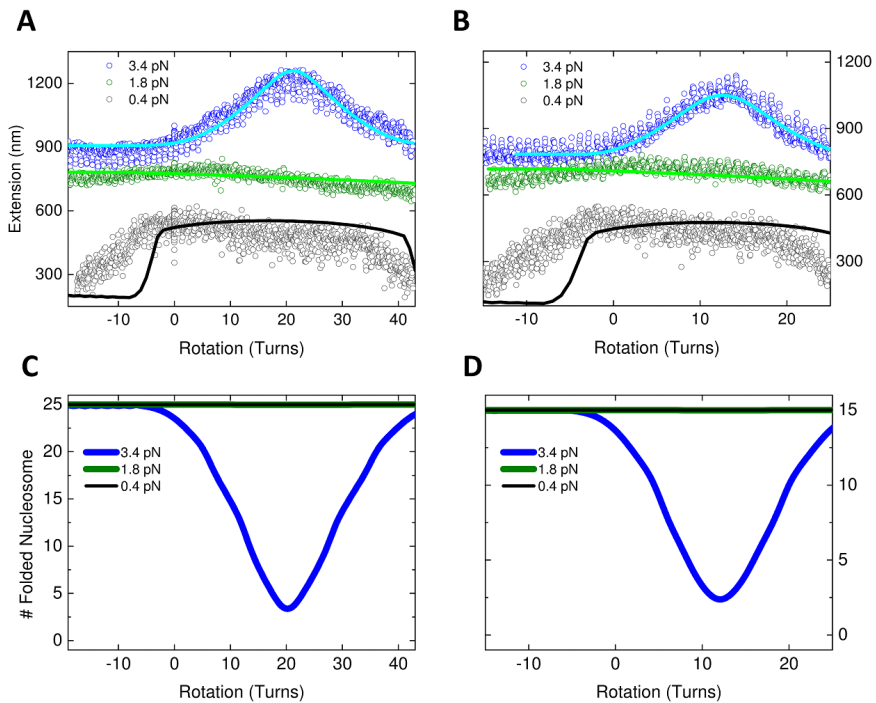 A
3.4 pN
1.8 pN
0.4 pN
1200
900
600
300
Extension (nm)
-10 0 10 20 30 40
Rotation (Turns)
B
3.4 pN
1.8 pN
0.4 pN
1200
900
600
300
-10 0 10 20
Rotation (Turns)
C
3.4 pN
1.8 pN
0.4 pN
25
20
15
10
5
0
# Folded Nucleosome
-10 0 10 20 30 40
Rotation (Turns)
D
3.4 pN
1.8 pN
0.4 pN
15
10
5
0
-10 0 10 20
Rotation (Turns)